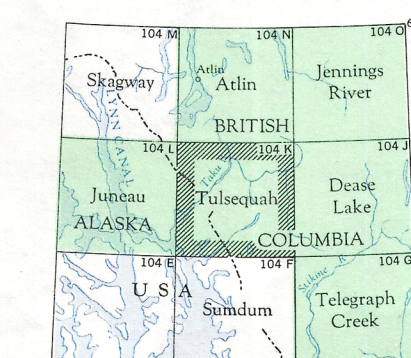 104 M
104 N
104 O
Skagway
Atlin
Atlin
Jennings
River
LYNN CANAL
BRITISH
104 L
104 K
104 J
Taku
Juneau
Tulsequah
Dease
Lake
ALASKA
COLUMBIA
104 E
104 F
104 G
Stikine R
U S A
Sumdum
Telegraph
Creek